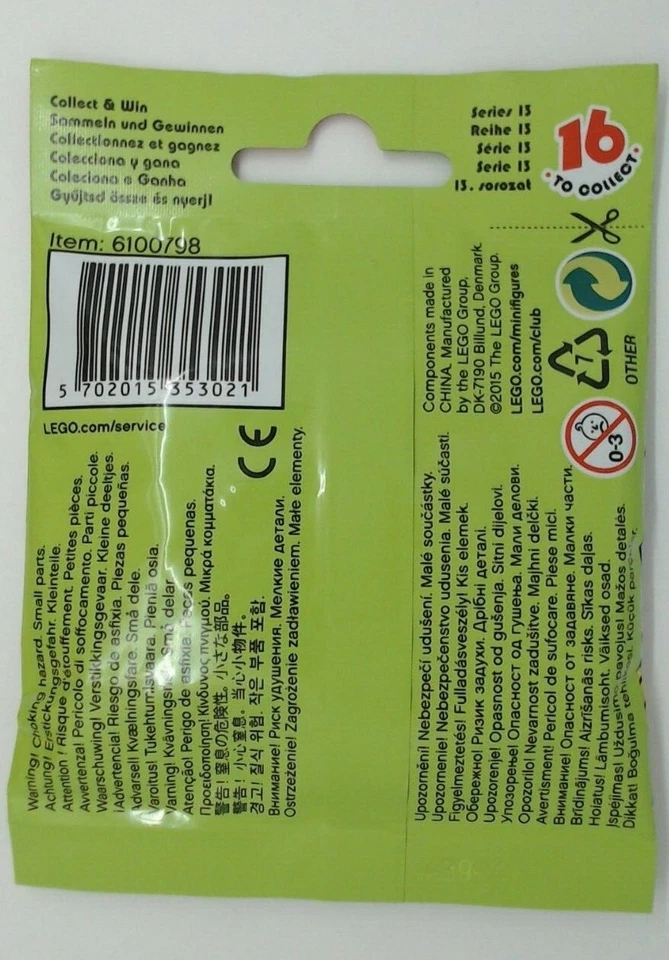 Collect & Win
Sammeln und Gewinnen
Collectionnez et gagnez
Colecciona y gana
Coleciona e Ganha
Gyűjtsd össze és nyerj!
Series 13
Reihe 13
Série 13
Serie 13
13. sorozat
16
TO COLLECT
Item: 6100798
5 702015 353021
LEGO.com/service
CE
Components made in
CHINA. Manufactured
by the LEGO Group,
DK-7190 Billund, Denmark.
©2015 The LEGO Group.
LEGO.com/minifigures
LEGO.com/club
7
OTHER
0-3
Warning! Choking hazard. Small parts.
Achtung! Erstickungsgefahr. Kleinteile.
Attention ! Risque d'étouffement. Petites pièces.
Avvertenza! Pericolo di soffocamento. Parti piccole.
Waarschuwing! Verstikkingsgevaar. Kleine deeltjes.
¡Advertencia! Riesgo de asfixia. Piezas pequeñas.
Advarsel! Kvælningsfare. Små dele.
Varoitus! Tukehtumisvaara. Pieniä osia.
Varning! Kvävningsrisk. Små delar.
Atenção! Perigo de asfixia. Peças pequenas.
Προειδοποίηση! Κίνδυνος πνιγμού. Μικρά κομματάκια.
警告! 窒息の危険性。小さな部品。
警告! 小心窒息。当心小物件。
경고! 질식 위험. 작은 부품 포함.
Внимание! Риск удушения. Мелкие детали.
Ostrzeżenie! Zagrożenie zadławieniem. Małe elementy.
Upozornění! Nebezpečí udušení. Malé součástky.
Upozornenie! Nebezpečenstvo udusenia. Malé súčasti.
Figyelmeztetés! Fulladásveszély! Kis elemek.
Обережно! Ризик задухи. Дрібні деталі.
Upozorenje! Opasnost od gušenja. Sitni dijelovi.
Упозорење! Опасност од гушења. Мали делови.
Opozorilo! Nevarnost zadušitve. Majhni delčki.
Avertisment! Pericol de sufocare. Piese mici.
Внимание! Опасност от задавяне. Малки части.
Brīdinājums! Aizrīšanās risks. Sīkas daļas.
Hoiatus! Lämbumisoht. Väiksed osad.
Įspėjimas! Uždusimo pavojus! Mažos detalės.
Dikkat! Boğulma tehlikesi! Küçük